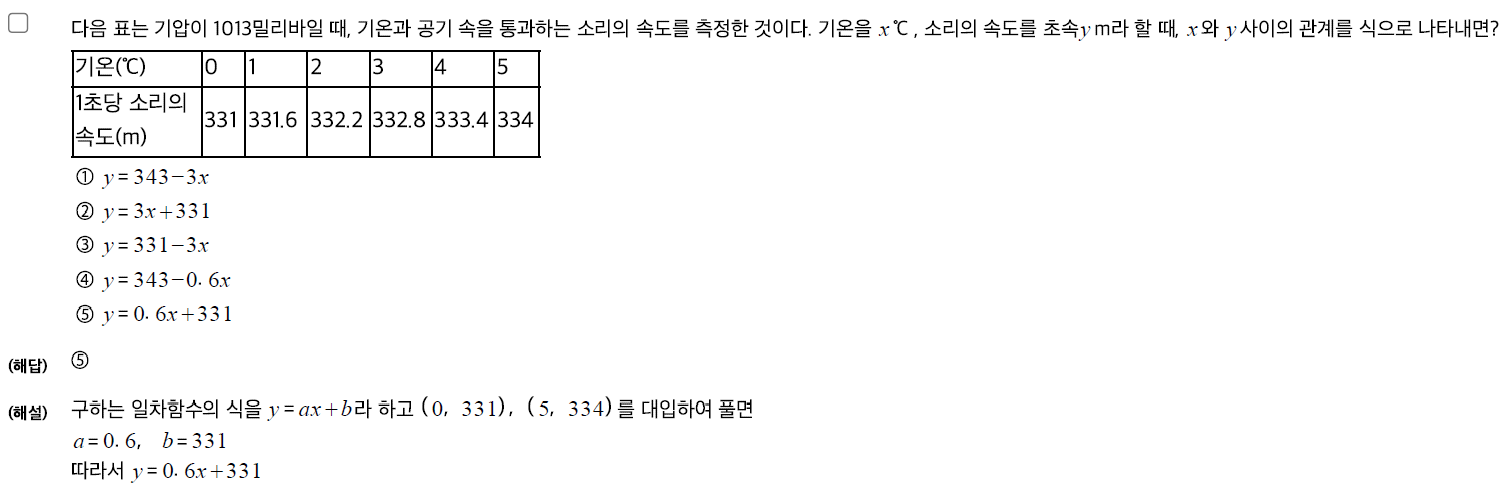 다음 표는 기압이 1013밀리바일 때, 기온과 공기 속을 통과하는 소리의 속도를 측정한 것이다. 기온을 x℃, 소리의 속도를 초속 y m라 할 때, x와 y사이의 관계를 식으로 나타내면?
기온(℃) 0 1 2 3 4 5
1초당 소리의 속도(m) 331 331.6 332.2 332.8 333.4 334
① y=343-3x
② y=3x+331
③ y=331-3x
④ y=343-0.6x
⑤ y=0.6x+331
(해답) ⑤
(해설) 구하는 일차함수의 식을 y=ax+b라 하고 (0, 331), (5, 334)를 대입하여 풀면
a=0.6, b=331
따라서 y=0.6x+331